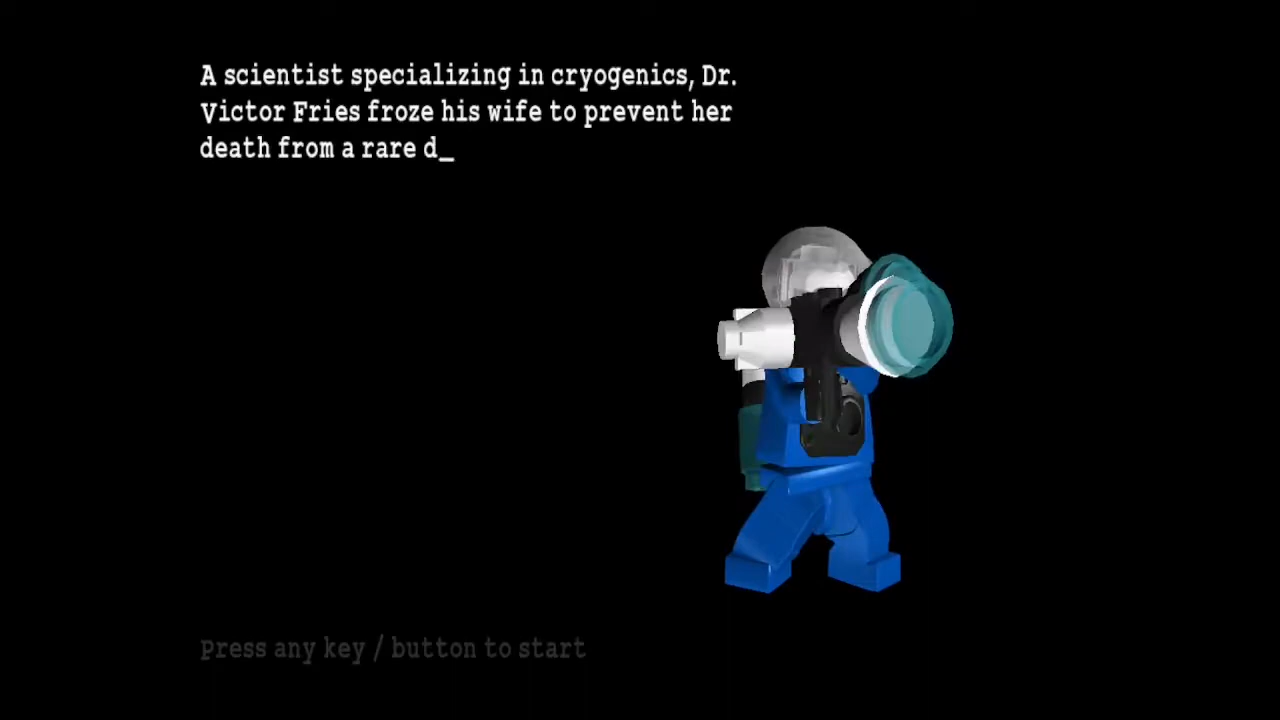 A scientist specializing in cryogenics, Dr.
Victor Fries froze his wife to prevent her
death from a rare d_
Press any key / button to start